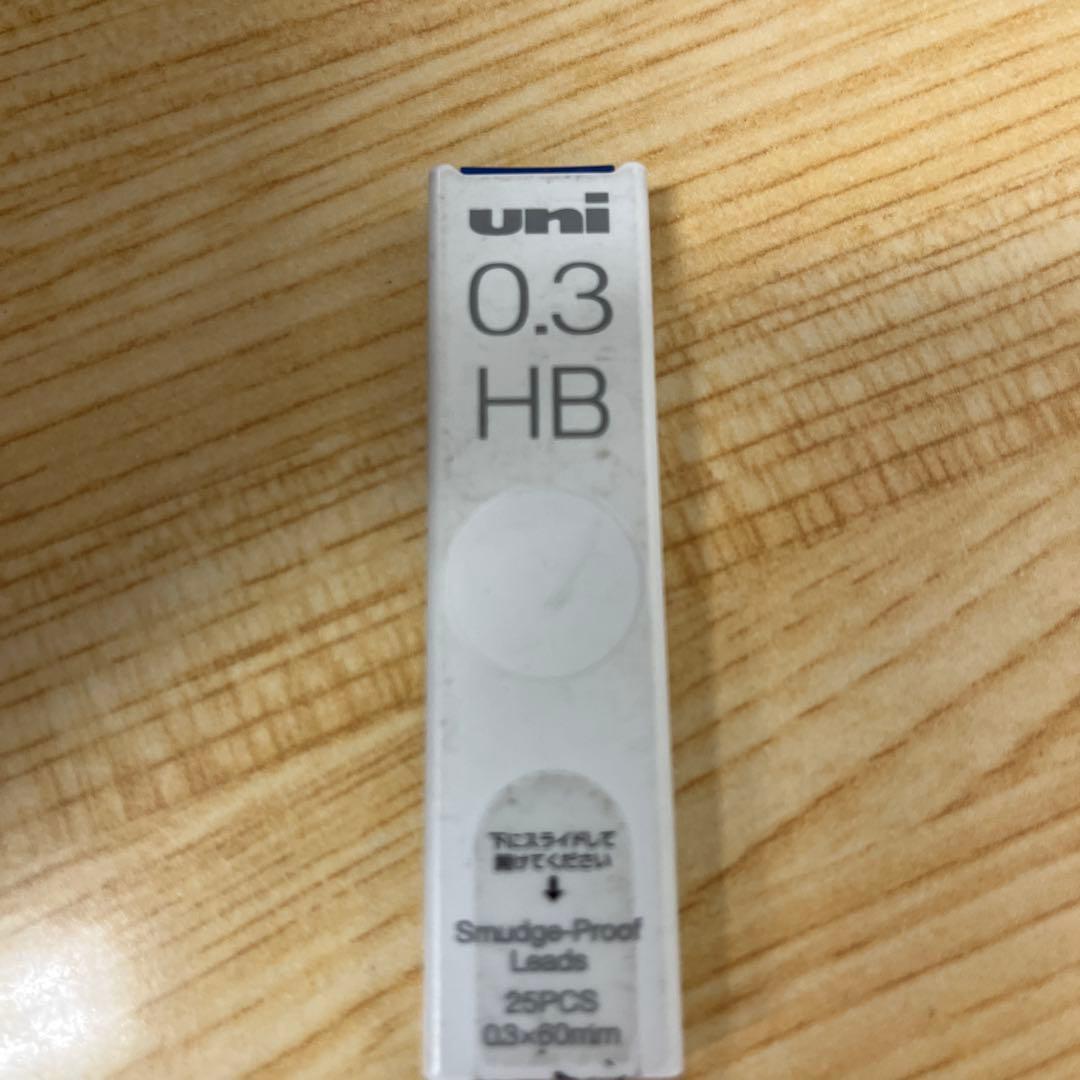 uni
0.3
HB
下にスライドして
開けてください
↓
Smudge-Proof
Leads
25PCS
0.3×60mm